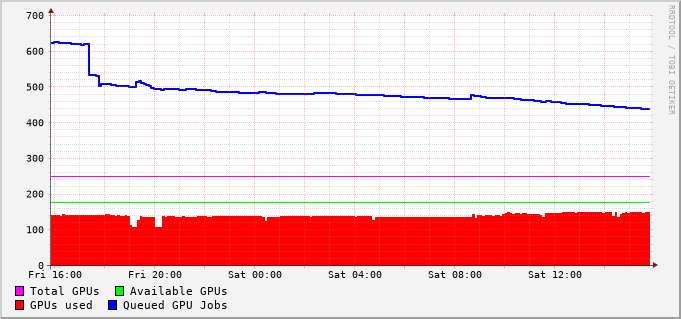 700
600
500
400
300
200
100
0
Fri 16:00 Fri 20:00 Sat 00:00 Sat 04:00 Sat 08:00 Sat 12:00
Total GPUs Available GPUs
GPUs used Queued GPU Jobs
RRDTOOL / TOBI OETIKER